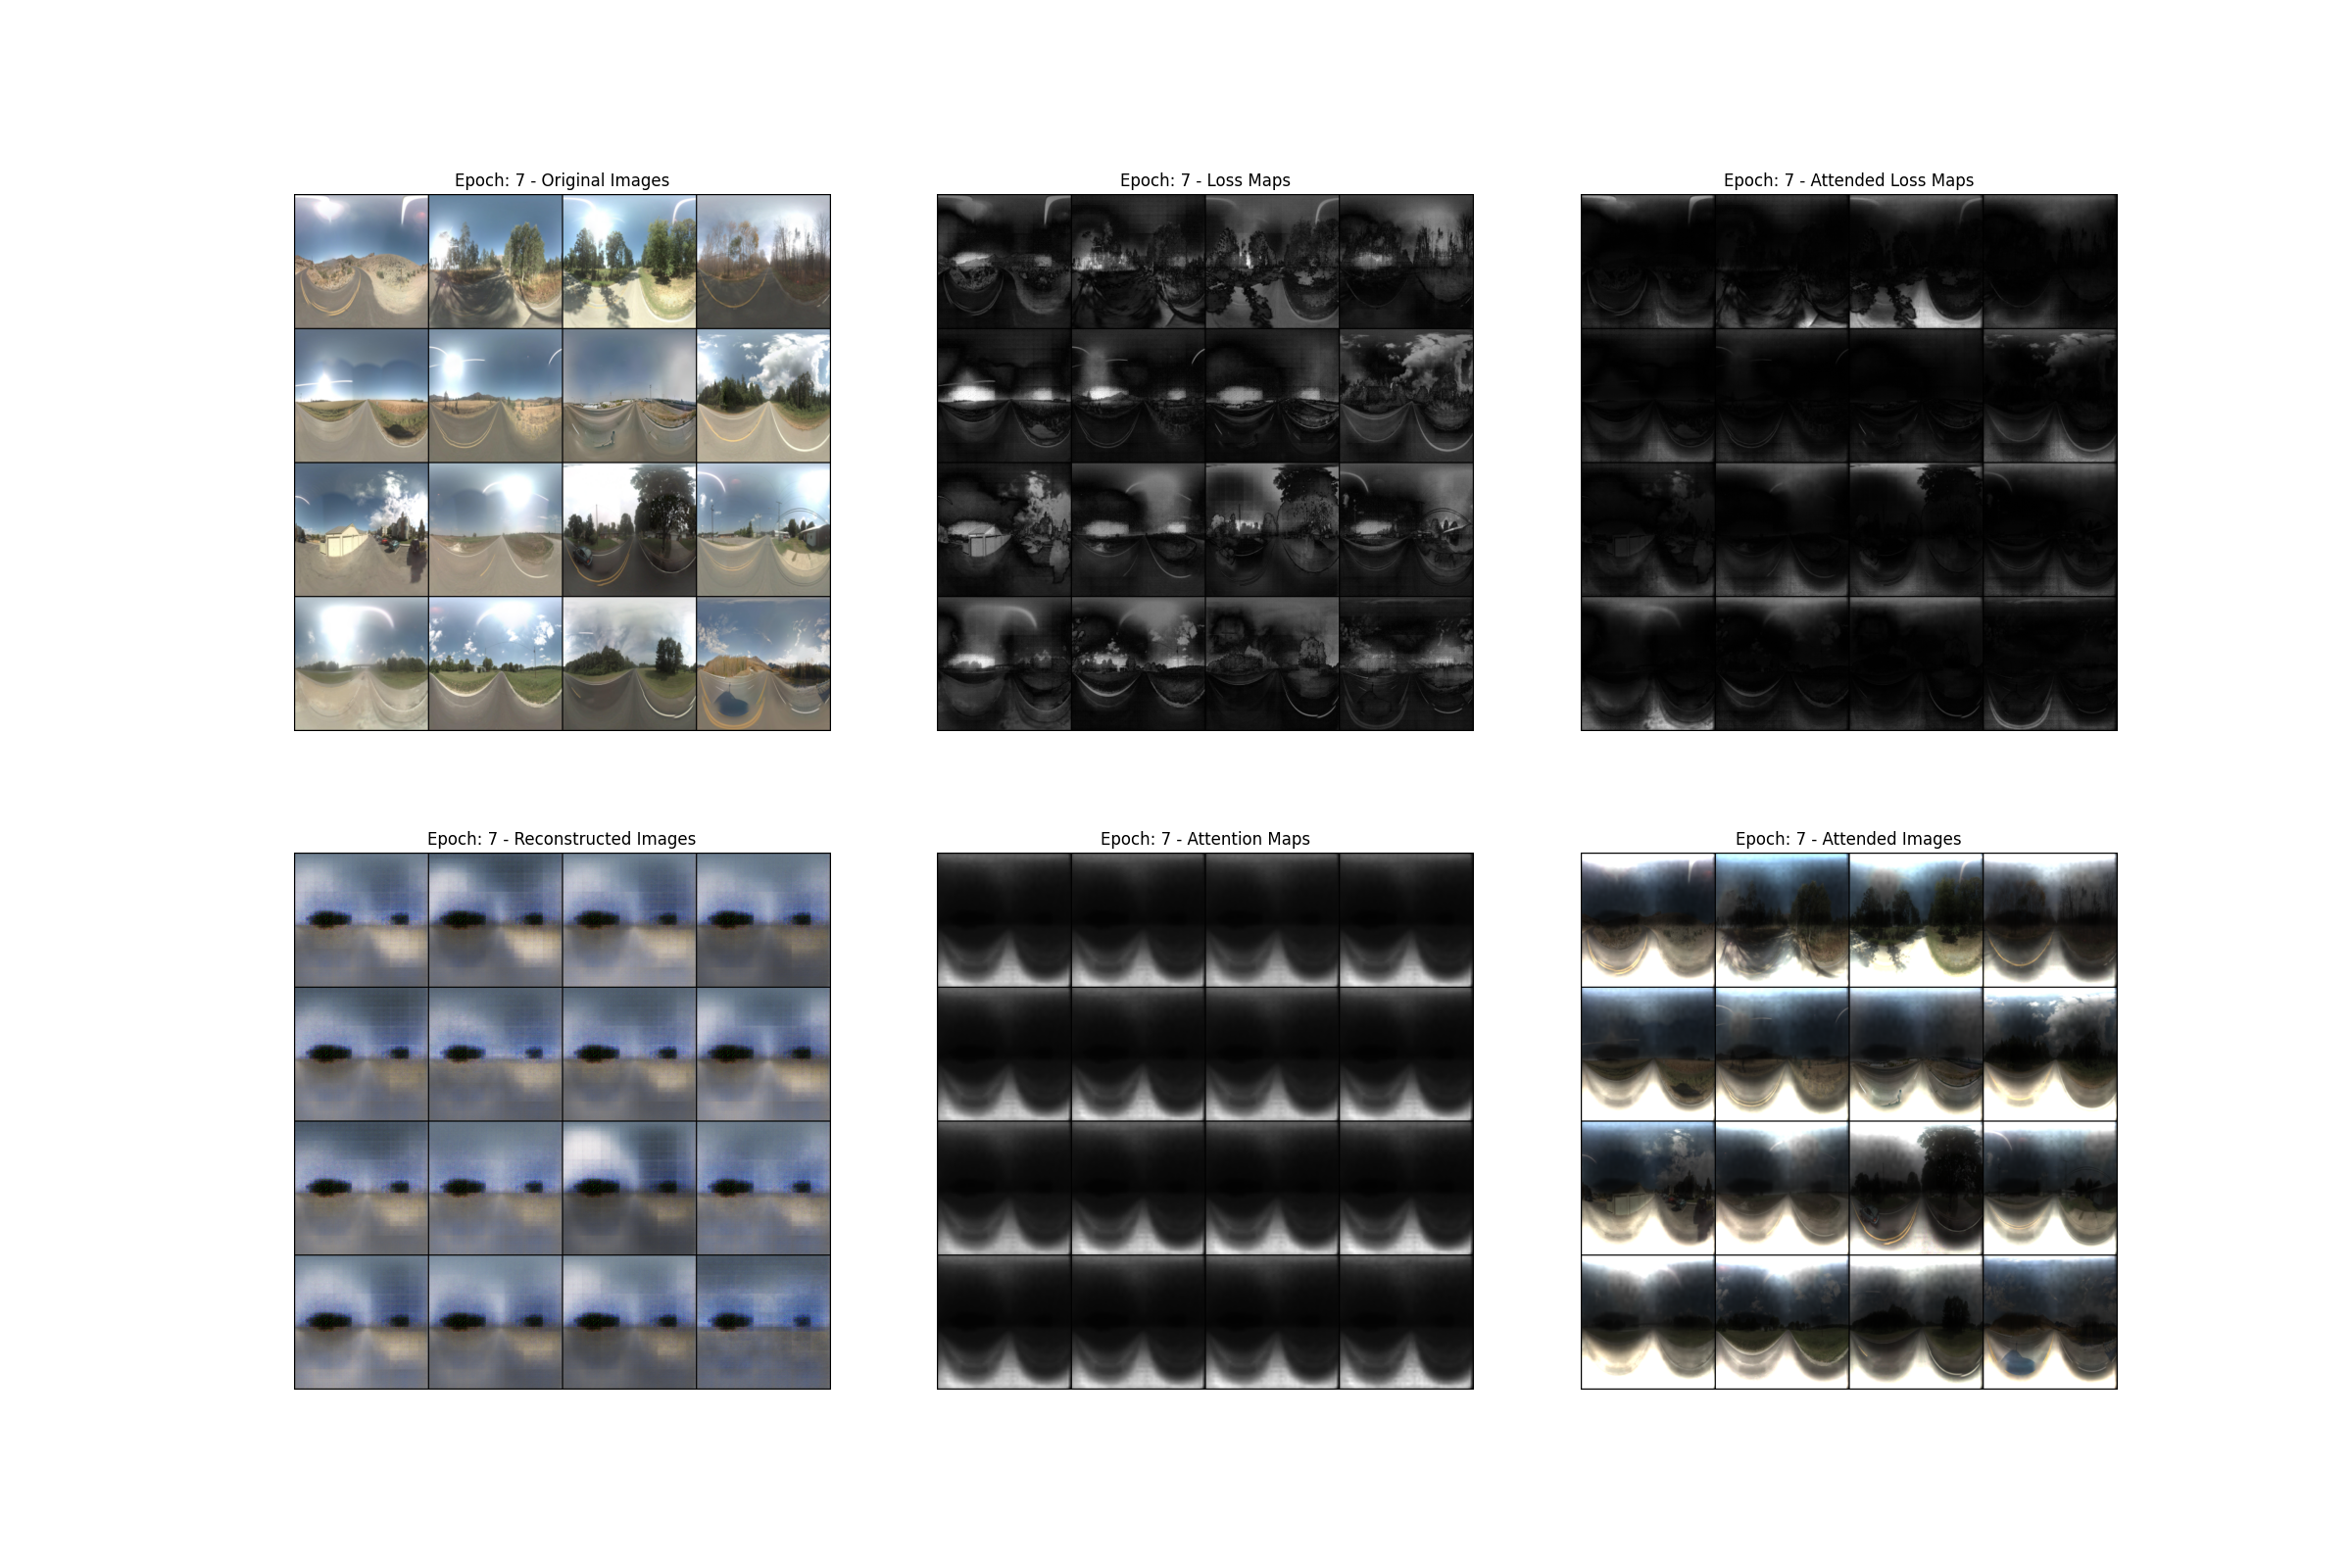 Epoch: 7 - Original Images
Epoch: 7 - Loss Maps
Epoch: 7 - Attended Loss Maps
Epoch: 7 - Reconstructed Images
Epoch: 7 - Attention Maps
Epoch: 7 - Attended Images